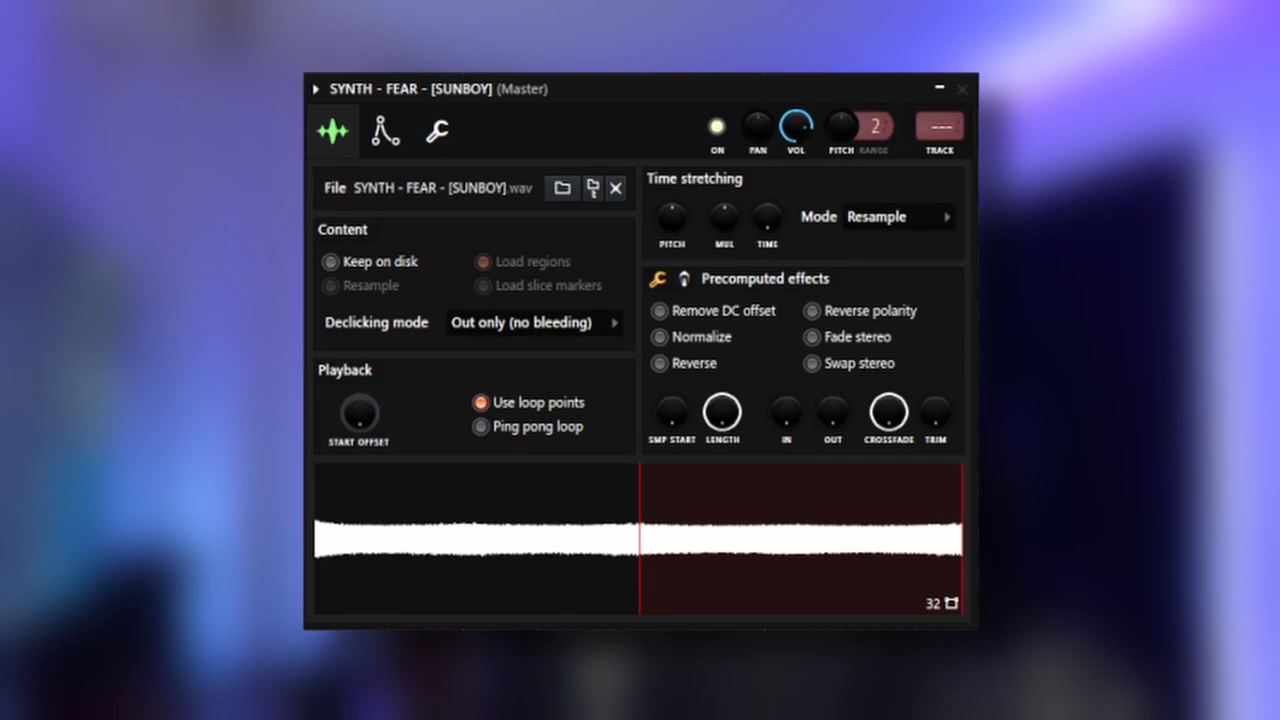 SYNTH - FEAR - [SUNBOY] (Master)
ON PAN VOL PITCH RANGE TRACK
2
---
File SYNTH - FEAR - [SUNBOY].wav
Content
Keep on disk
Load regions
Resample
Load slice markers
Declicking mode Out only (no bleeding)
Playback
START OFFSET
Use loop points
Ping pong loop
Time stretching
PITCH MUL TIME
Mode Resample
Precomputed effects
Remove DC offset
Reverse polarity
Normalize
Fade stereo
Reverse
Swap stereo
SMP START LENGTH IN OUT CROSSFADE TRIM
32